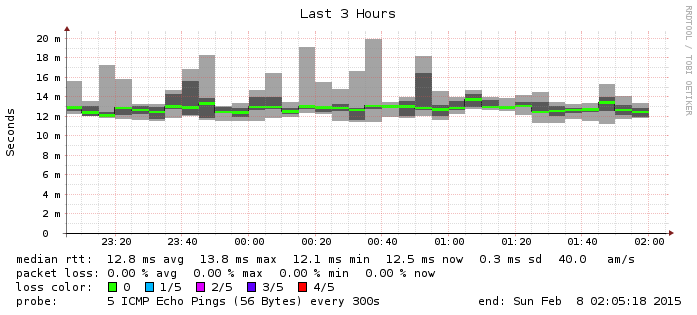 Last 3 Hours
RRDTOOL / TOBI OETIKER
Seconds
20 m
18 m
16 m
14 m
12 m
10 m
8 m
6 m
4 m
2 m
0
23:20 23:40 00:00 00:20 00:40 01:00 01:20 01:40 02:00
median rtt: 12.8 ms avg 13.8 ms max 12.1 ms min 12.5 ms now 0.3 ms sd 40.0 am/s
packet loss: 0.00 % avg 0.00 % max 0.00 % min 0.00 % now
loss color: 0 1/5 2/5 3/5 4/5
probe: 5 ICMP Echo Pings (56 Bytes) every 300s end: Sun Feb 8 02:05:18 2015